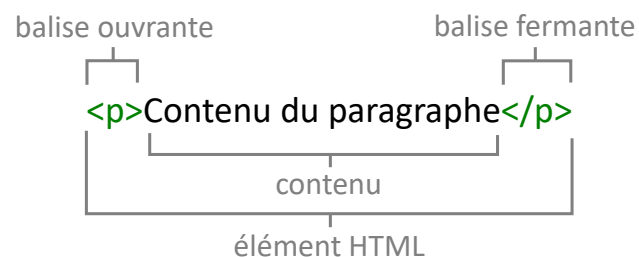 balise ouvrante balise fermante
<p>Contenu du paragraphe</p>
contenu
élément HTML